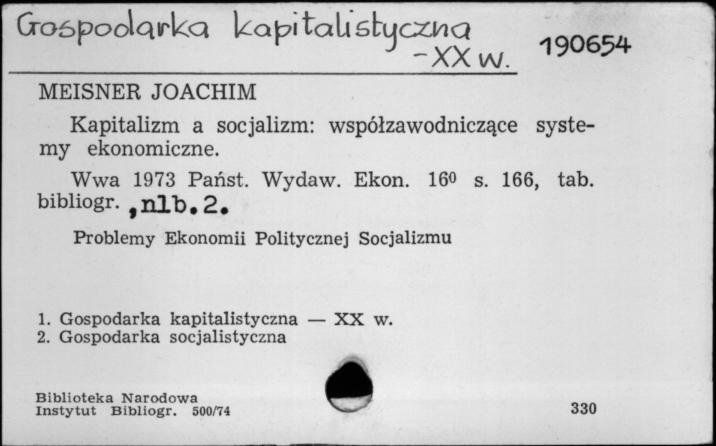 Gospodarka kapitalistyczna
-XX w.
190654
MEISNER JOACHIM
Kapitalizm a socjalizm: współzawodniczące syste-
my ekonomiczne.
Wwa 1973 Państ. Wydaw. Ekon. 16⁰ s. 166, tab.
bibliogr. ,nlb.2.
Problemy Ekonomii Politycznej Socjalizmu
1. Gospodarka kapitalistyczna — XX w.
2. Gospodarka socjalistyczna
Biblioteka Narodowa
Instytut Bibliogr. 500/74
330